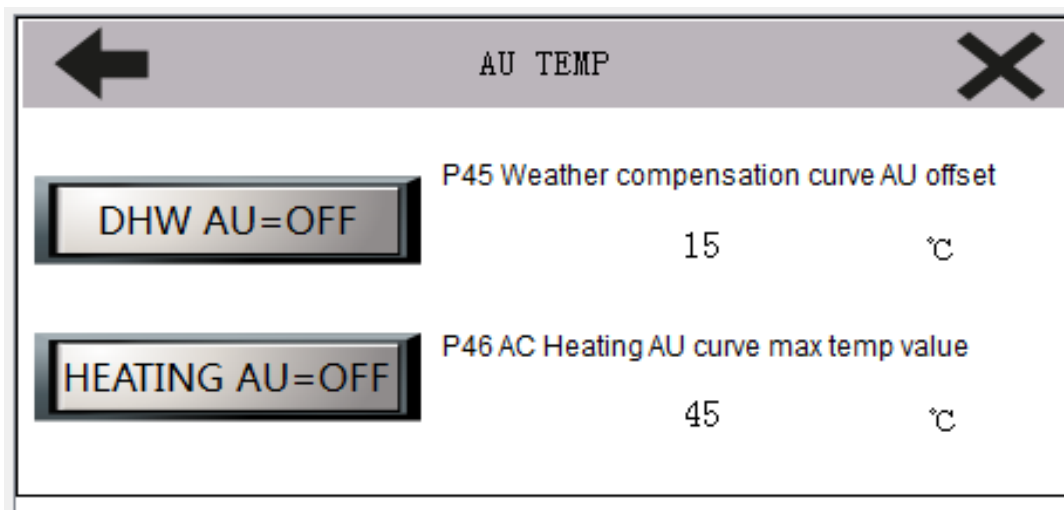 AU TEMP
P45 Weather compensation curve AU offset
DHW AU=OFF
15 ℃
P46 AC Heating AU curve max temp value
HEATING AU=OFF
45 ℃